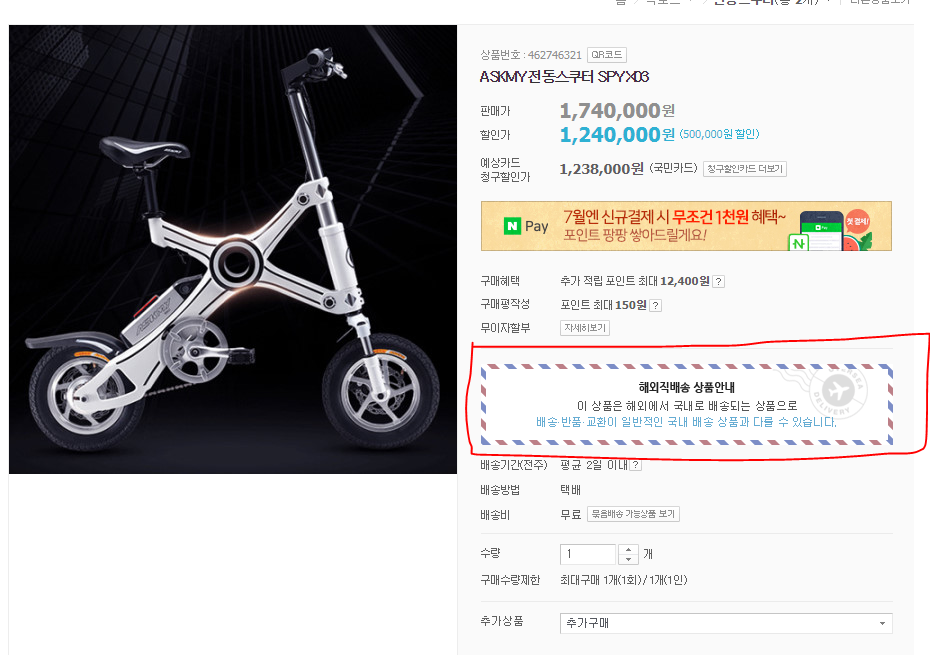 상품번호 : 462746321 QR코드
ASKMY전동스쿠터 SPYX03
판매가 1,740,000원
할인가 1,240,000원 (500,000원 할인)
예상카드
청구할인가 1,238,000원 (국민카드) 청구할인카드 더보기
N Pay 7월엔 신규결제 시 무조건 1천원 혜택~
포인트 팡팡 쌓아드릴게요!
첫 결제!
N Pay
N
구매혜택 추가 적립 포인트 최대 12,400원 ?
구매평작성 포인트 최대 150원 ?
무이자할부 자세히보기
해외직배송 상품안내
이 상품은 해외에서 국내로 배송되는 상품으로
배송·반품·교환이 일반적인 국내 배송 상품과 다를 수 있습니다.
DELIVERY
배송기간(전주) 평균 2일 이내 ?
배송방법 택배
배송비 무료 묶음배송 가능상품 보기
수량 1 개
구매수량제한 최대구매 1개(1회) / 1개(1인)
추가상품 추가구매